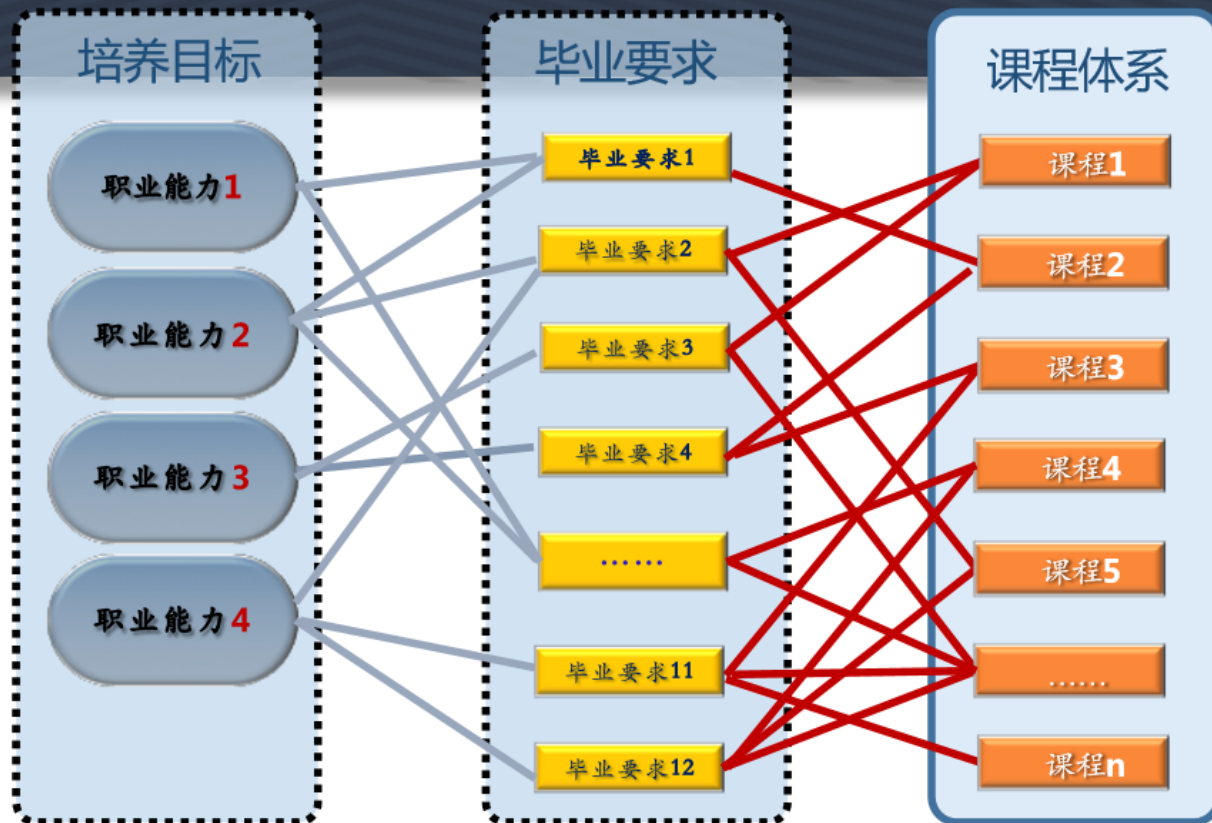 培养目标
职业能力1
职业能力2
职业能力3
职业能力4
毕业要求
毕业要求1
毕业要求2
毕业要求3
毕业要求4
……
毕业要求11
毕业要求12
课程体系
课程1
课程2
课程3
课程4
课程5
……
课程n